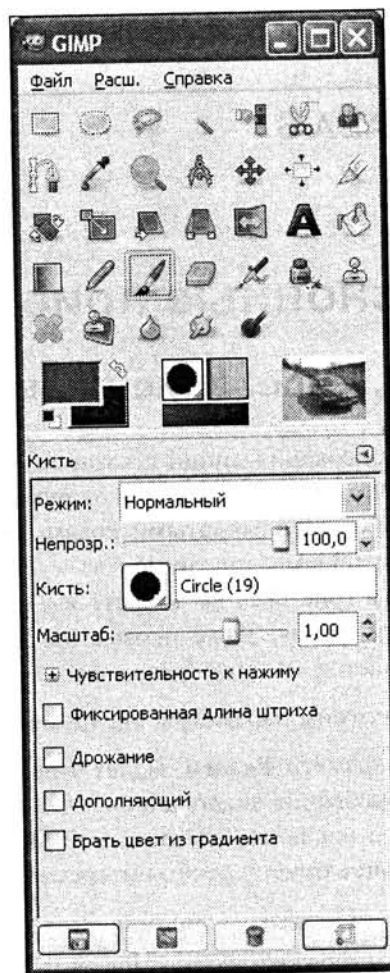 GIMP
Файл Расш. Справка
Кисть
Режим: Нормальный
Непрозр.: 100,0
Кисть: Circle (19)
Масштаб: 1,00
Чувствительность к нажиму
Фиксированная длина штриха
Дрожание
Дополняющий
Брать цвет из градиента